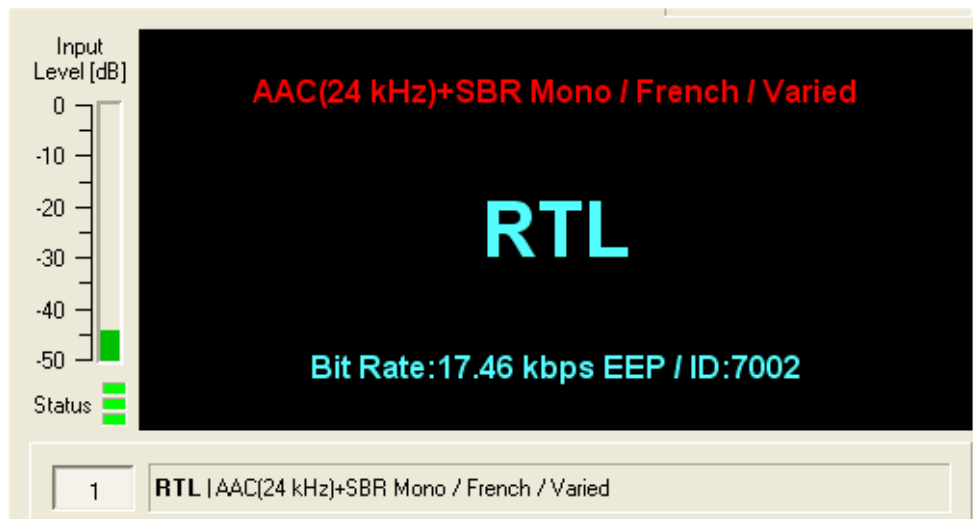 Input
Level [dB]
0
-10
-20
-30
-40
-50
Status
AAC(24 kHz)+SBR Mono / French / Varied
RTL
Bit Rate:17.46 kbps EEP / ID:7002
1
RTL | AAC(24 kHz)+SBR Mono / French / Varied